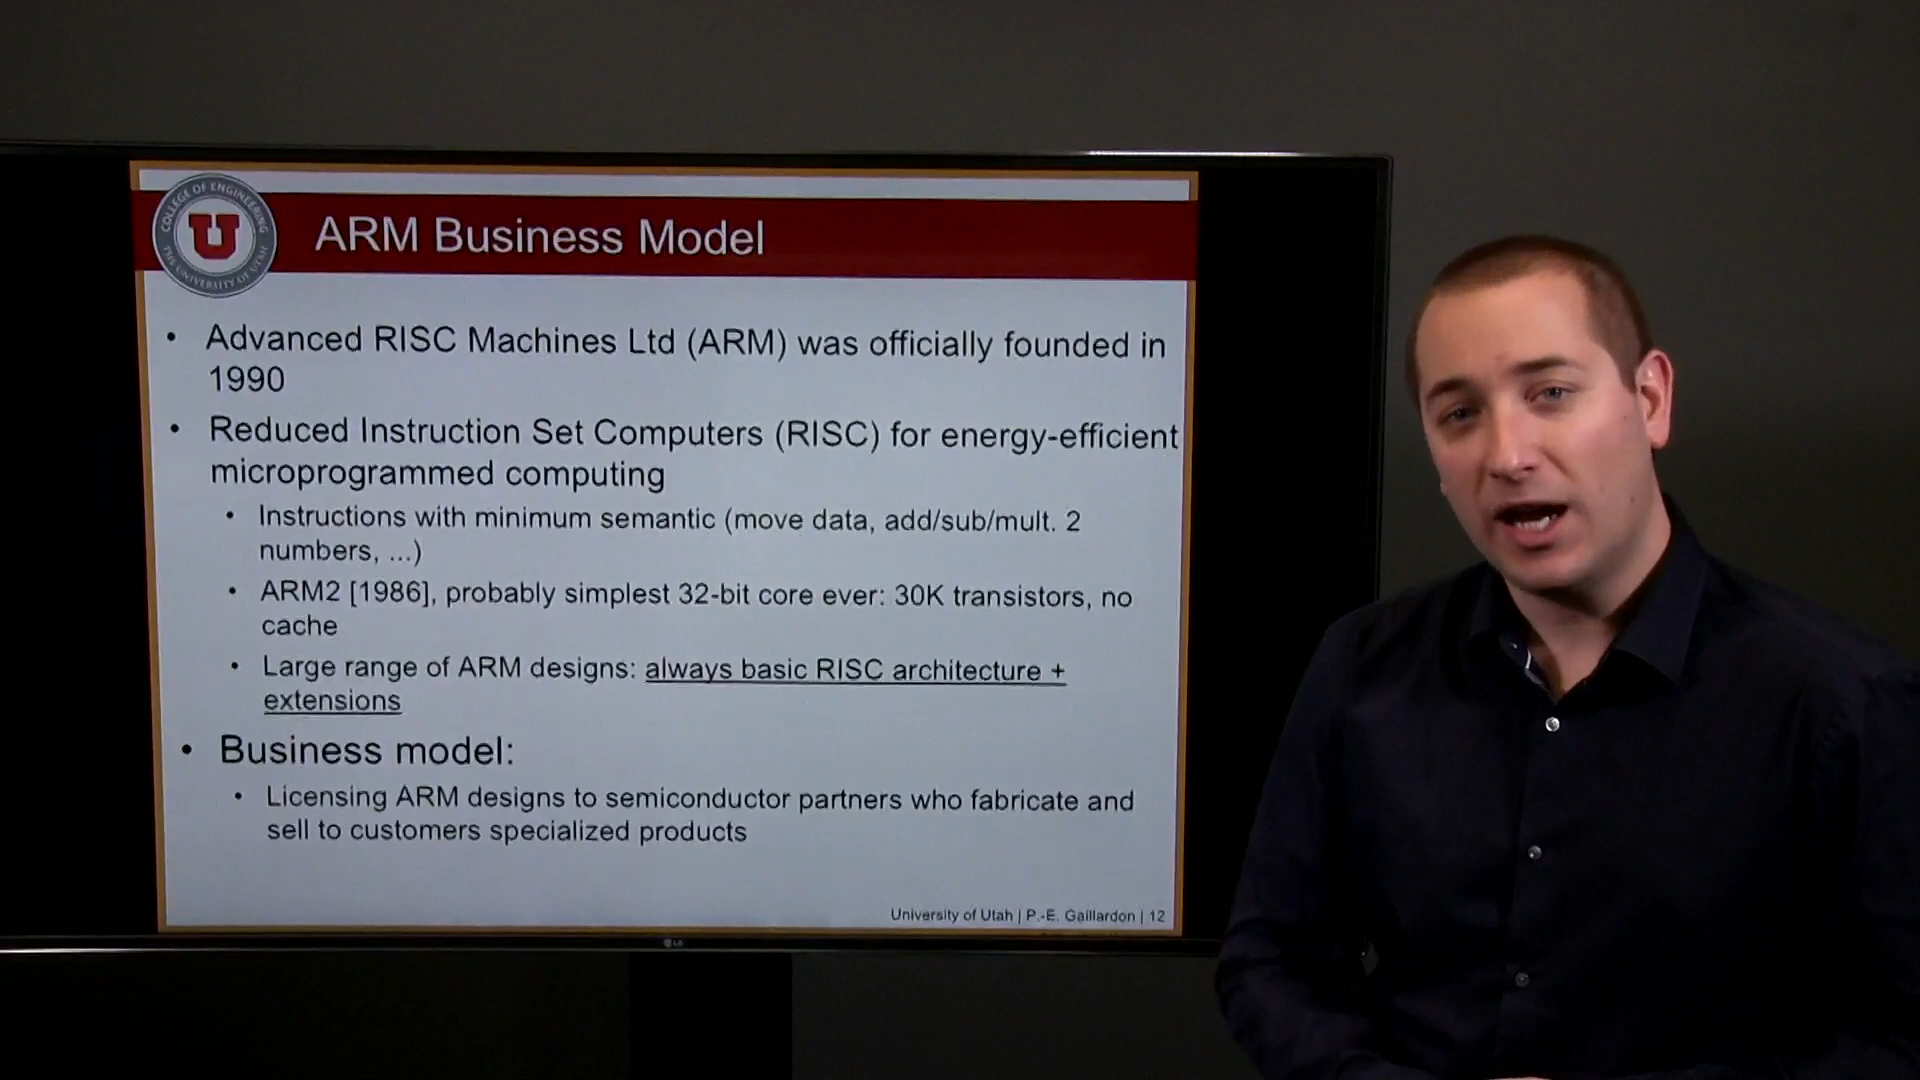 COLLEGE OF ENGINEERING
THE UNIVERSITY OF UTAH
U
ARM Business Model
• Advanced RISC Machines Ltd (ARM) was officially founded in
1990
• Reduced Instruction Set Computers (RISC) for energy-efficient
microprogrammed computing
• Instructions with minimum semantic (move data, add/sub/mult. 2
numbers, ...)
• ARM2 [1986], probably simplest 32-bit core ever: 30K transistors, no
cache
• Large range of ARM designs: always basic RISC architecture +
extensions
• Business model:
• Licensing ARM designs to semiconductor partners who fabricate and
sell to customers specialized products
University of Utah | P.-E. Gaillardon | 12
LG